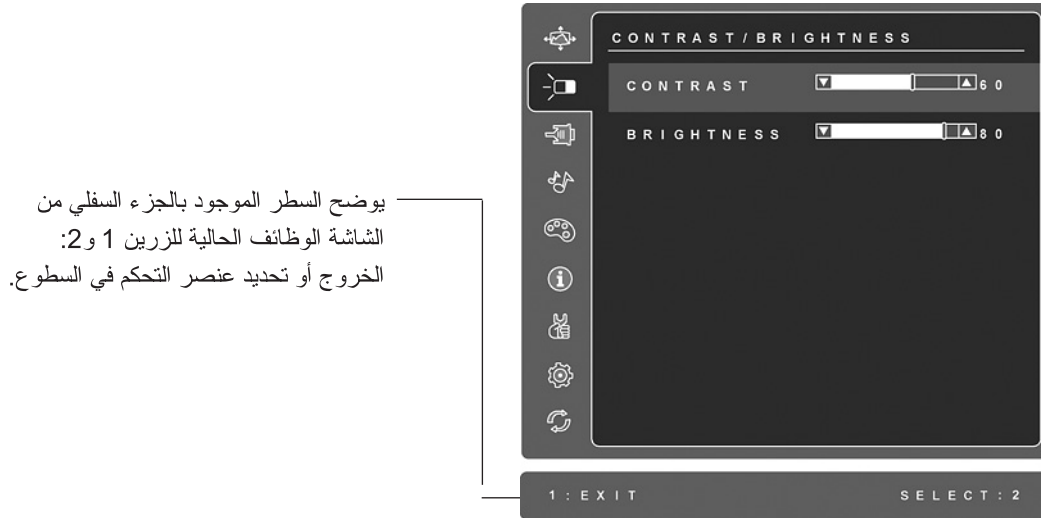 CONTRAST/BRIGHTNESS
CONTRAST 60
BRIGHTNESS 80
يوضح السطر الموجود بالجزء السفلي من
الشاشة الوظائف الحالية للزرين 1 و2:
الخروج أو تحديد عنصر التحكم في السطوع.
1:EXIT SELECT:2